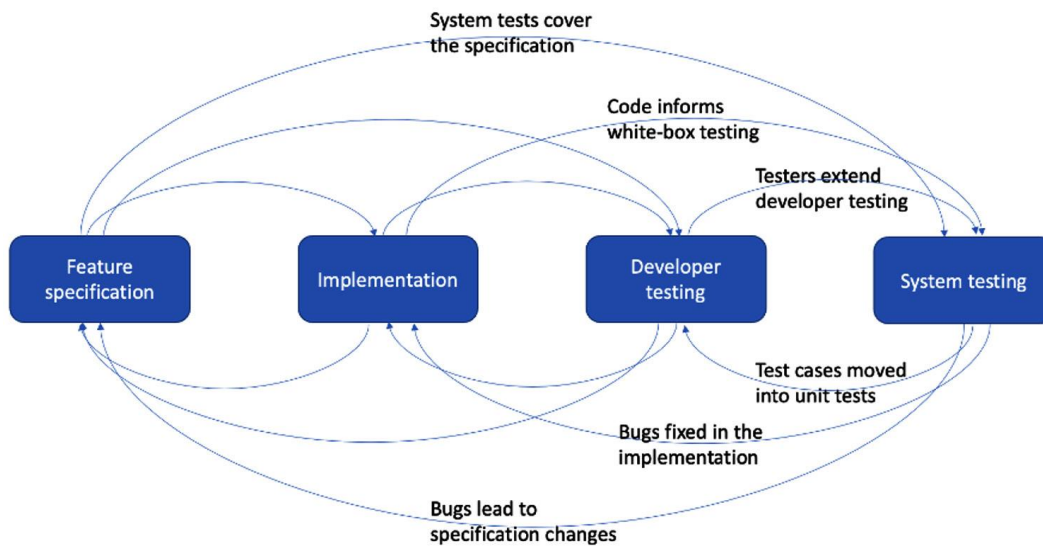 System tests cover
the specification
Code informs
white-box testing
Testers extend
developer testing
Feature
specification
Implementation
Developer
testing
System testing
Test cases moved
into unit tests
Bugs fixed in the
implementation
Bugs lead to
specification changes